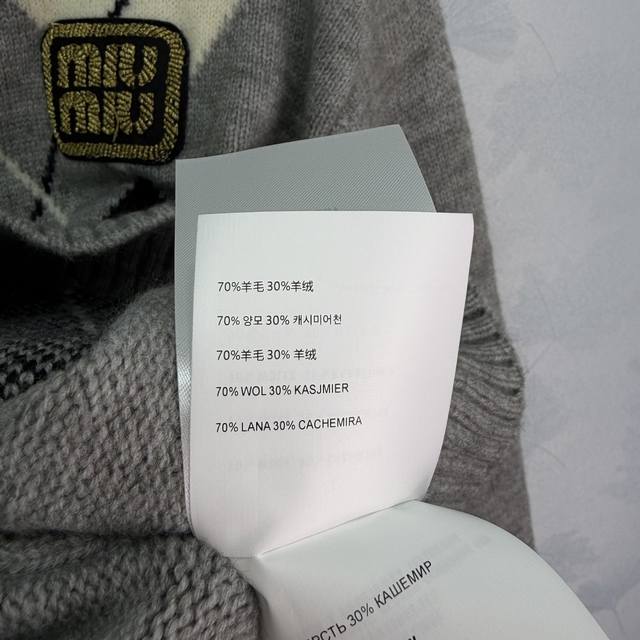 MIU
MIU
70%羊毛 30%羊绒
70% 양모 30% 캐시미어천
70%羊毛 30% 羊绒
70% WOL 30% KASJMIER
70% LANA 30% CACHEMIRA
30% КАШЕМИР